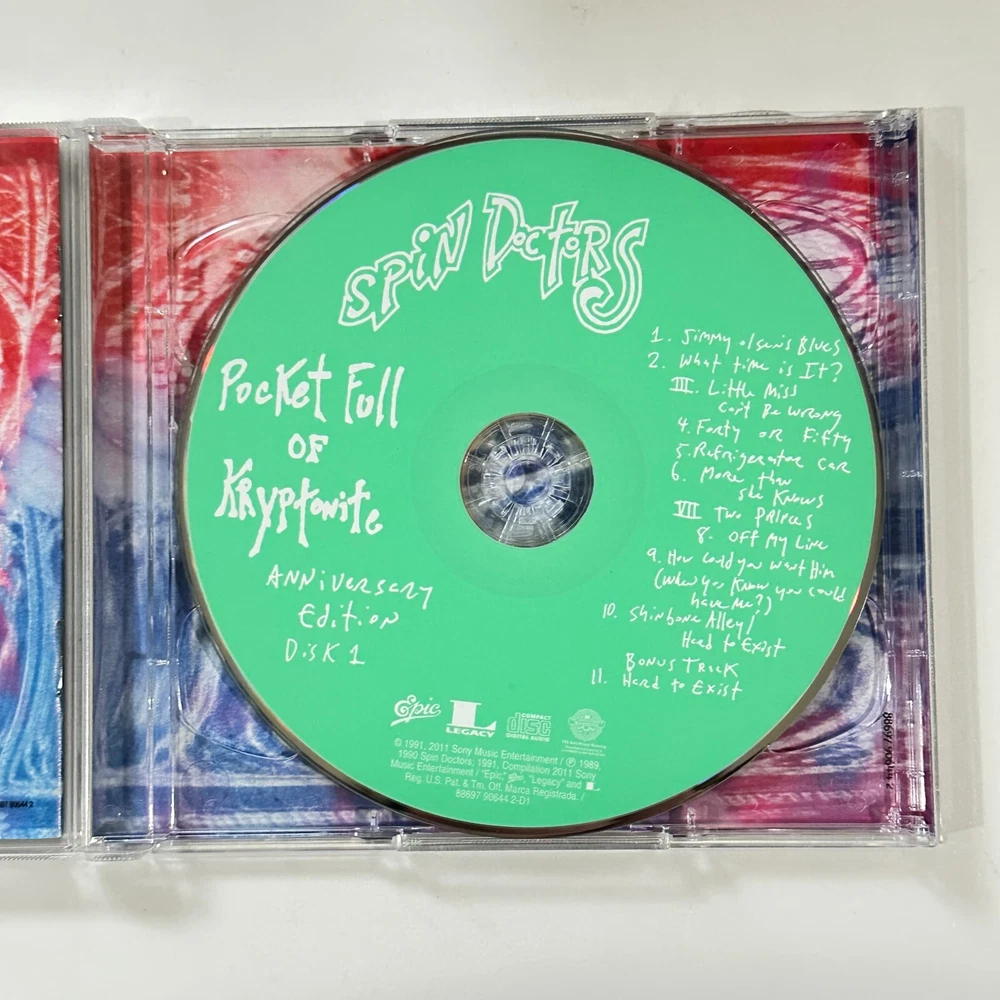 SPiN DOCTORS
POCKET FULL
OF
KRYPTONITE
ANNIVERSARY
Edition
DiSK 1
1. Jimmy olsen's Blues
2. What time is It?
III. Little Miss
Can't Be WRONG
4. Forty OR Fifty
5. Refrigerator CAR
6. More than
she Knows
VII TWO PRINCES
8. OFF MY Line
9. How Could you Want Him
(When you Know you Could
have Me?)
10. Shinbone Alley/
Hard to Exist
BONUS TRACK
11. Hard to Exist
Epic
L
LEGACY
COMPACT
disc
DIGITAL AUDIO
© 1991, 2011 Sony Music Entertainment / ℗ 1989,
1990 Spin Doctors; 1991, Compilation 2011 Sony
Music Entertainment / "Epic," Epic, "Legacy" and L
Reg. U.S. Pat. & Tm. Off. Marca Registrada. /
88697 90644 2-D1
88697 90644 2